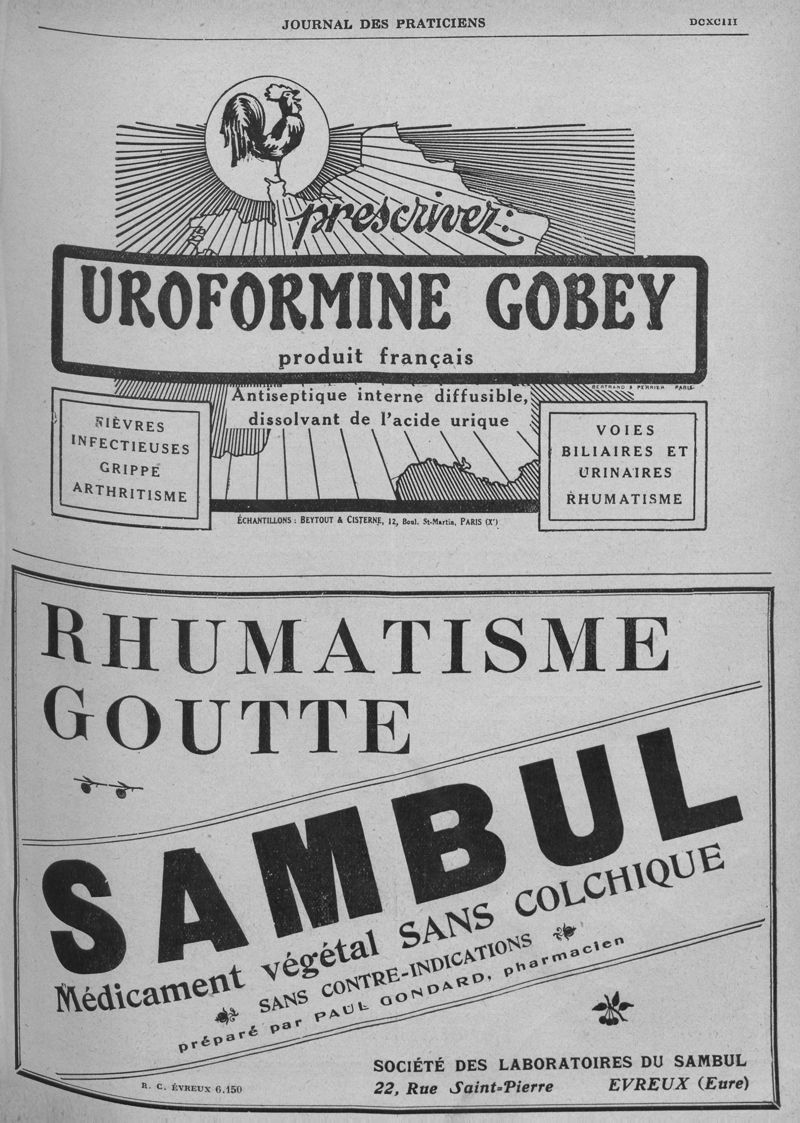 JOURNAL DES PRATICIENS
DCXCIII
prescrivez:
UROFORMINE GOBEY
produit français
BERTRAND & PERRIER PARIS
Antiseptique interne diffusible,
dissolvant de l'acide urique
FIÈVRES
INFECTIEUSES
GRIPPE
ARTHRITISME
VOIES
BILIAIRES ET
URINAIRES
RHUMATISME
ÉCHANTILLONS : BEYTOUT & CISTERNE, 12, Boul. St-Martin, PARIS (Xᵉ)
RHUMATISME
GOUTTE
SAMBUL
Médicament végétal SANS COLCHIQUE
SANS CONTRE-INDICATIONS
préparé par PAUL GONDARD, pharmacien
SOCIÉTÉ DES LABORATOIRES DU SAMBUL
R. C. ÉVREUX 6.150
22, Rue Saint-Pierre EVREUX (Eure)